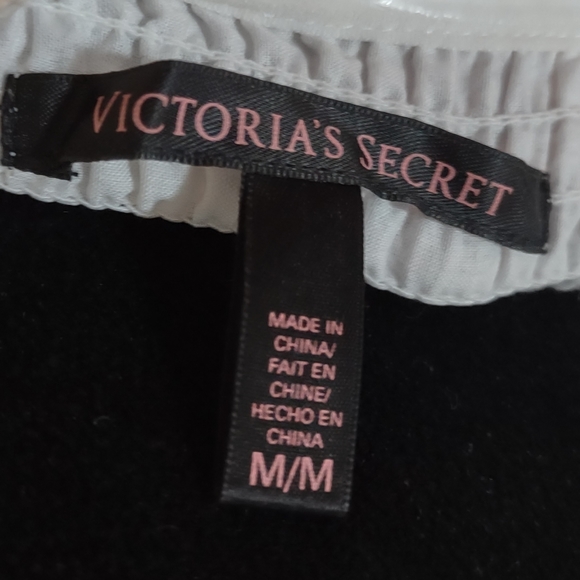 VICTORIA'S SECRET
MADE IN
CHINA/
FAIT EN
CHINE/
HECHO EN
CHINA
M/M